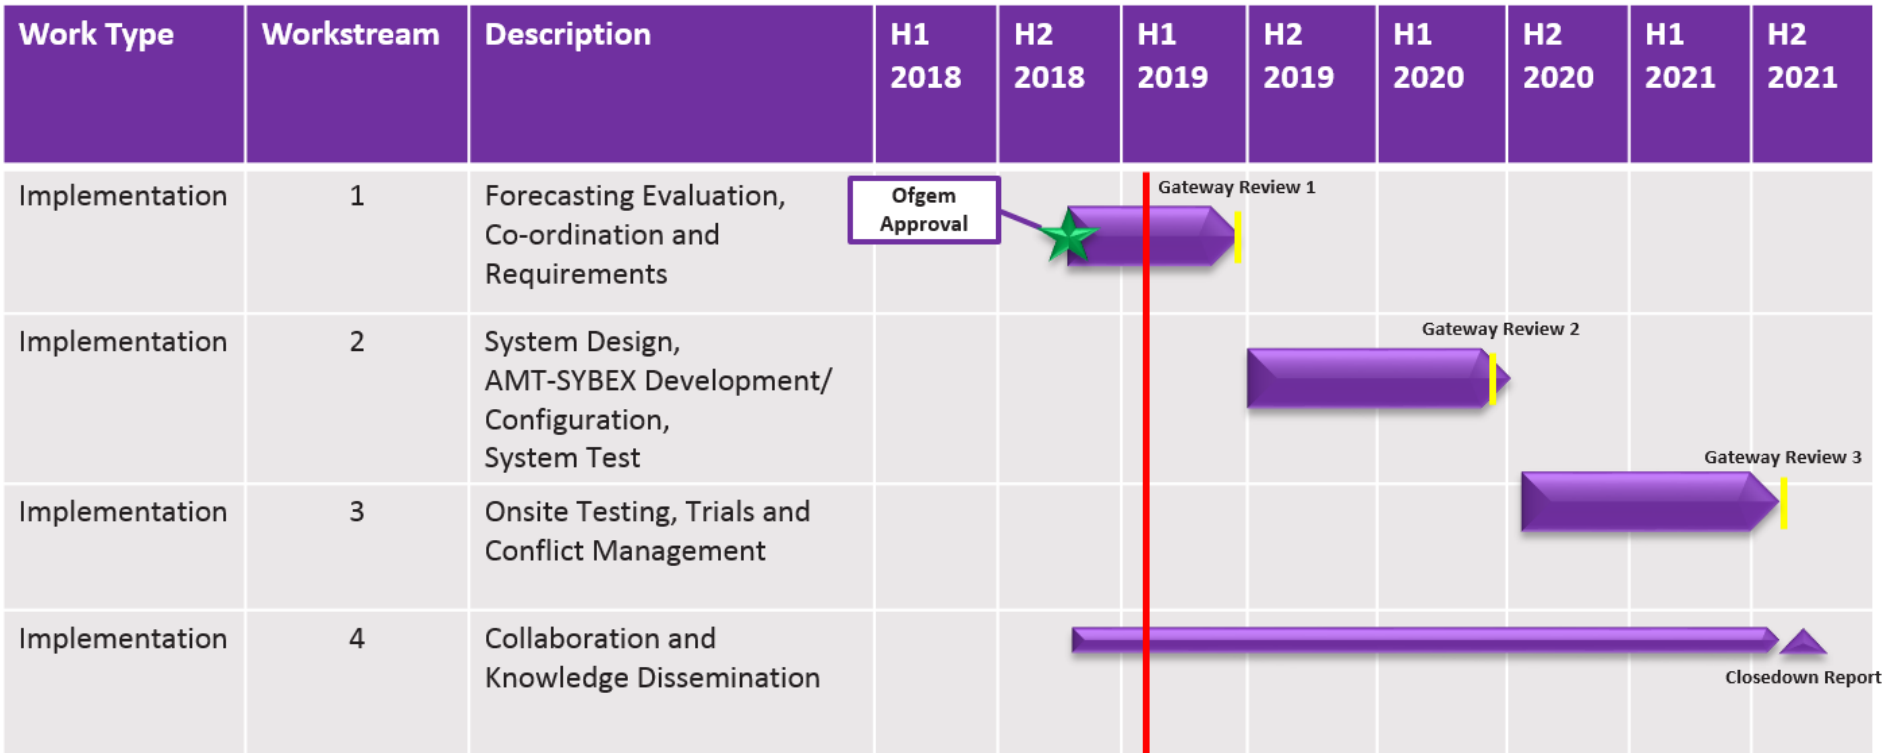 Work Type
Workstream
Description
H1
2018
H2
2018
H1
2019
H2
2019
H1
2020
H2
2020
H1
2021
H2
2021
Implementation
1
Forecasting Evaluation,
Co-ordination and
Requirements
Ofgem
Approval
Gateway Review 1
Implementation
2
System Design,
AMT-SYBEX Development/
Configuration,
System Test
Gateway Review 2
Implementation
3
Onsite Testing, Trials and
Conflict Management
Gateway Review 3
Implementation
4
Collaboration and
Knowledge Dissemination
Closedown Report